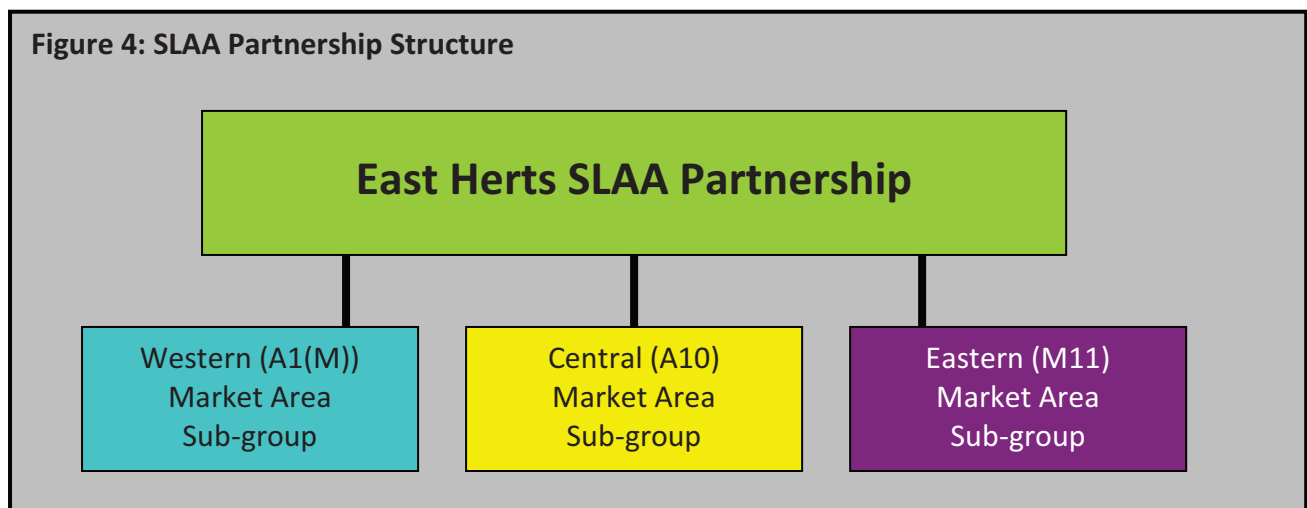 Figure 4: SLAA Partnership Structure
East Herts SLAA Partnership
Western (A1(M))
Market Area
Sub-group
Central (A10)
Market Area
Sub-group
Eastern (M11)
Market Area
Sub-group